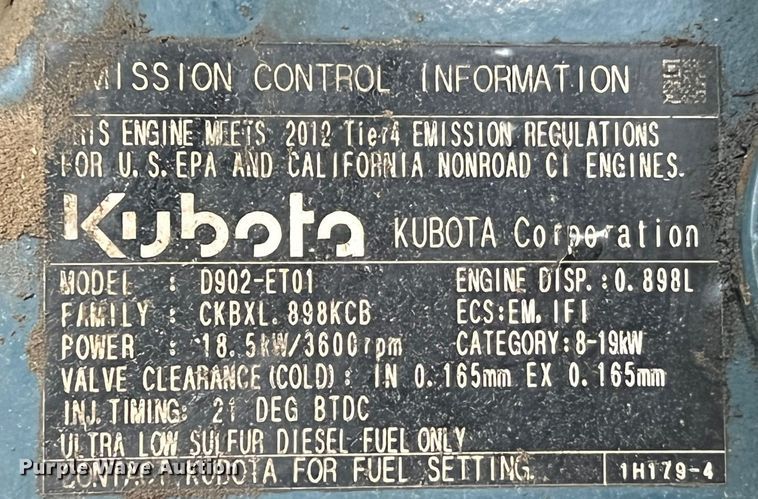 EMISSION CONTROL INFORMATION
THIS ENGINE MEETS 2012 Tier4 EMISSION REGULATIONS
FOR U.S.EPA AND CALIFORNIA NONROAD CI ENGINES.
Kubota KUBOTA Corporation
MODEL : D902-ET01 ENGINE DISP.:0.898L
FAMILY : CKBXL.898KCB ECS:EM,IFI
POWER : 18.5kW/3600rpm CATEGORY:8-19kW
VALVE CLEARANCE(COLD): IN 0.165mm EX 0.165mm
INJ.TIMING: 21 DEG BTDC
ULTRA LOW SULFUR DIESEL FUEL ONLY
CONTACT KUBOTA FOR FUEL SETTING. 1H179-4
Purple Wave Auction